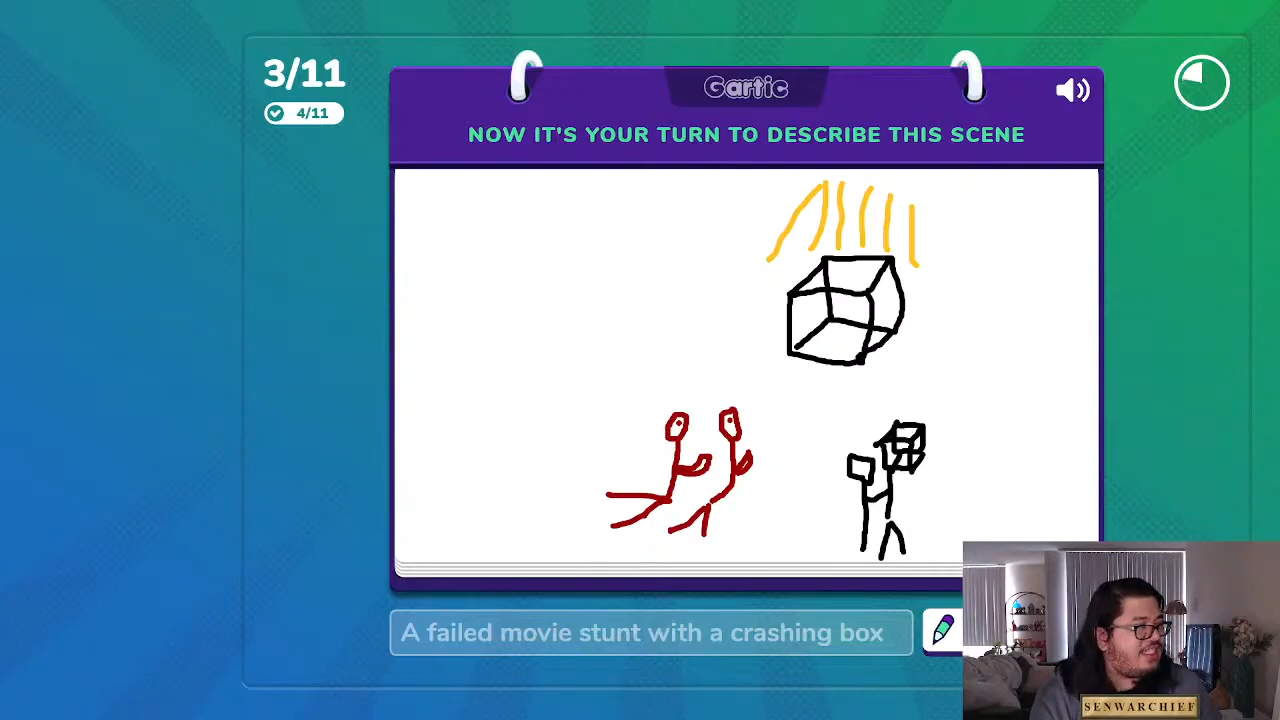 3/11
4/11
Gartic
NOW IT'S YOUR TURN TO DESCRIBE THIS SCENE
A failed movie stunt with a crashing box
SENWARCHIEF